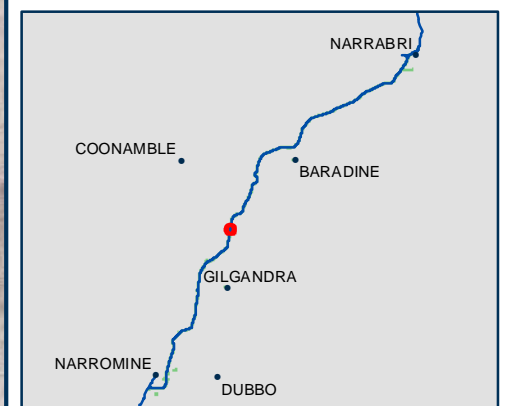 NARRABRI
COONAMBLE
BARADINE
GILGANDRA
NARROMINE
DUBBO